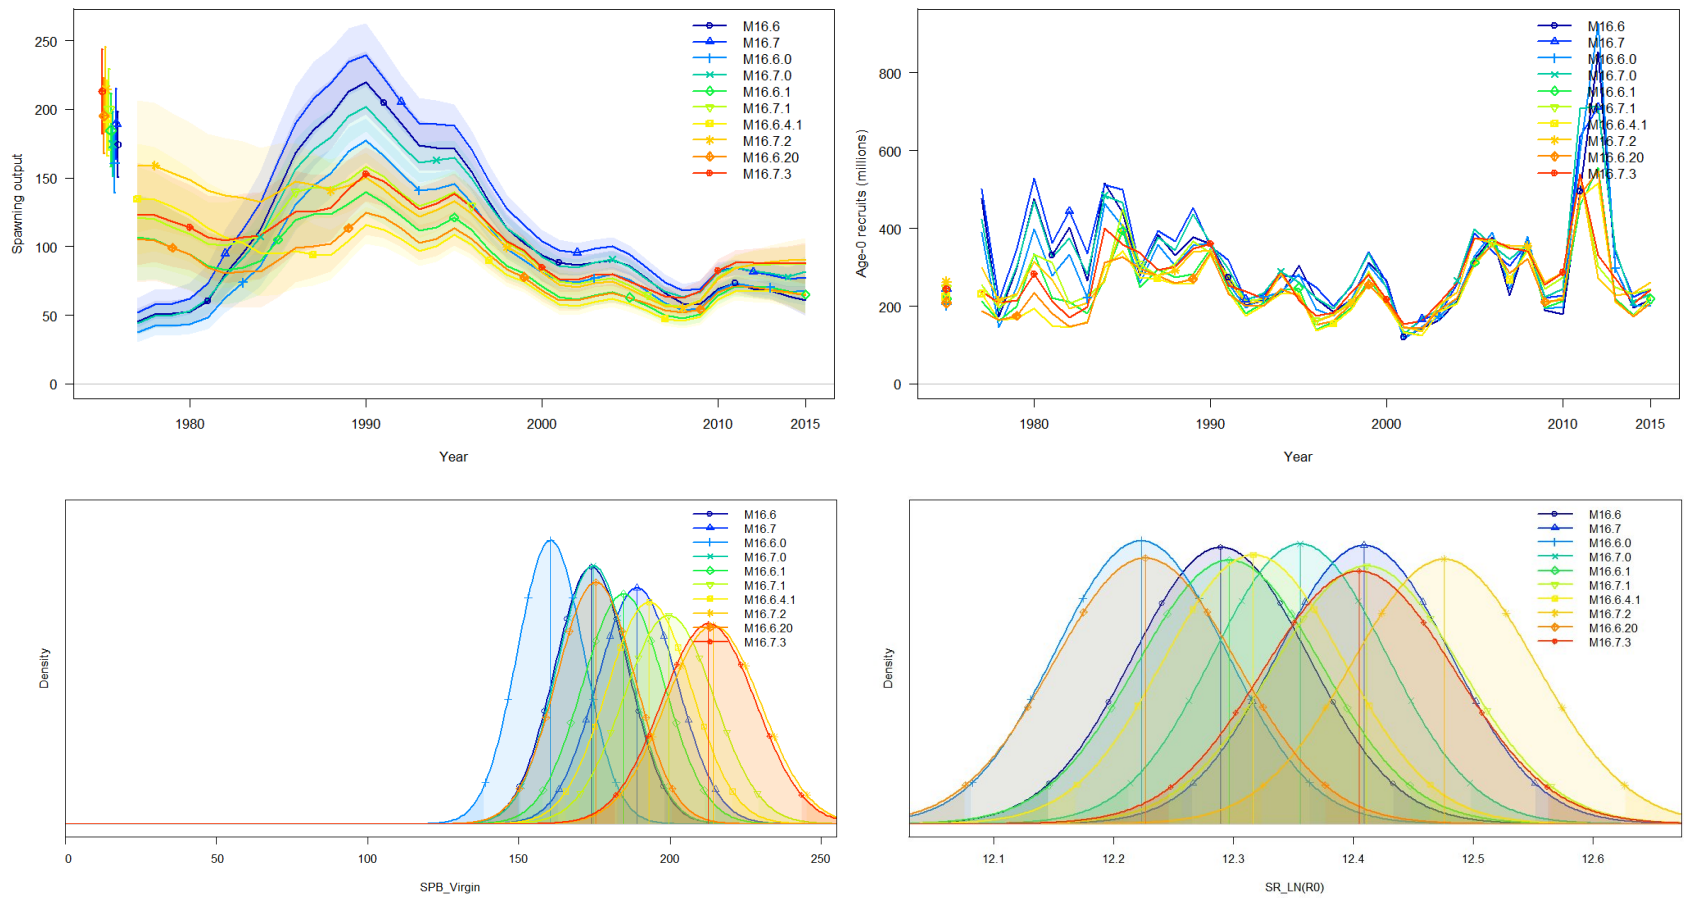 Spawning output
250
200
150
100
50
0
1980
1990
2000
2010
2015
Year
M16.6
M16.7
M16.6.0
M16.7.0
M16.6.1
M16.7.1
M16.6.4.1
M16.7.2
M16.6.20
M16.7.3
Age-0 recruits (millions)
800
600
400
200
0
1980
1990
2000
2010
2015
Year
M16.6
M16.7
M16.6.0
M16.7.0
M16.6.1
M16.7.1
M16.6.4.1
M16.7.2
M16.6.20
M16.7.3
Density
0
50
100
150
200
250
SPB_Virgin
M16.6
M16.7
M16.6.0
M16.7.0
M16.6.1
M16.7.1
M16.6.4.1
M16.7.2
M16.6.20
M16.7.3
Density
12.1
12.2
12.3
12.4
12.5
12.6
SR_LN(R0)
M16.6
M16.7
M16.6.0
M16.7.0
M16.6.1
M16.7.1
M16.6.4.1
M16.7.2
M16.6.20
M16.7.3